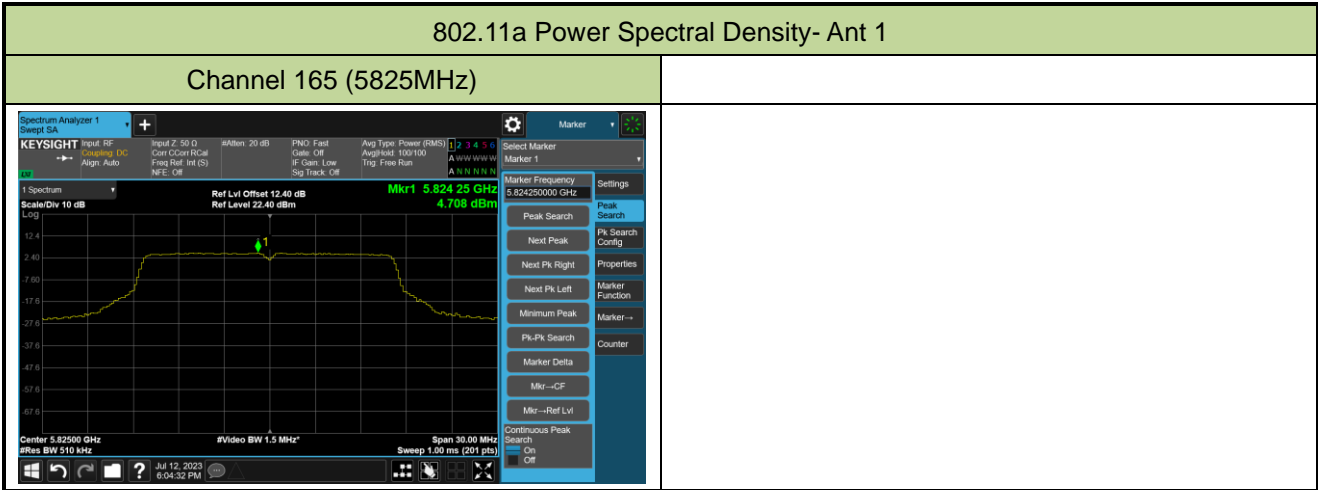 802.11a Power Spectral Density- Ant 1
Channel 165 (5825MHz)
Spectrum Analyzer 1
Swept SA
+
Marker
KEYSIGHT
Input: RF
Coupling: DC
Align: Auto
Input Z: 50 Ω
Corr CCorr RCal
Freq Ref: Int (S)
NFE: Off
#Atten: 20 dB
PNO: Fast
Gate: Off
IF Gain: Low
Sig Track: Off
Avg Type: Power (RMS)
Avg|Hold: 100/100
Trig: Free Run
1 2 3 4 5 6
A W W W W W
A N N N N N
Select Marker
Marker 1
LXI
1 Spectrum
Scale/Div 10 dB
Log
Ref Lvl Offset 12.40 dB
Ref Level 22.40 dBm
Mkr1 5.824 25 GHz
4.708 dBm
1
12.4
2.40
-7.60
-17.6
-27.6
-37.6
-47.6
-57.6
-67.6
Center 5.82500 GHz
#Res BW 510 kHz
#Video BW 1.5 MHz*
Span 30.00 MHz
Sweep 1.00 ms (201 pts)
Marker Frequency
5.824250000 GHz
Peak Search
Next Peak
Next Pk Right
Next Pk Left
Minimum Peak
Pk-Pk Search
Marker Delta
Mkr→CF
Mkr→Ref Lvl
Continuous Peak
Search
On
Off
Settings
Peak
Search
Pk Search
Config
Properties
Marker
Function
Marker→
Counter
?
Jul 12, 2023
6:04:32 PM